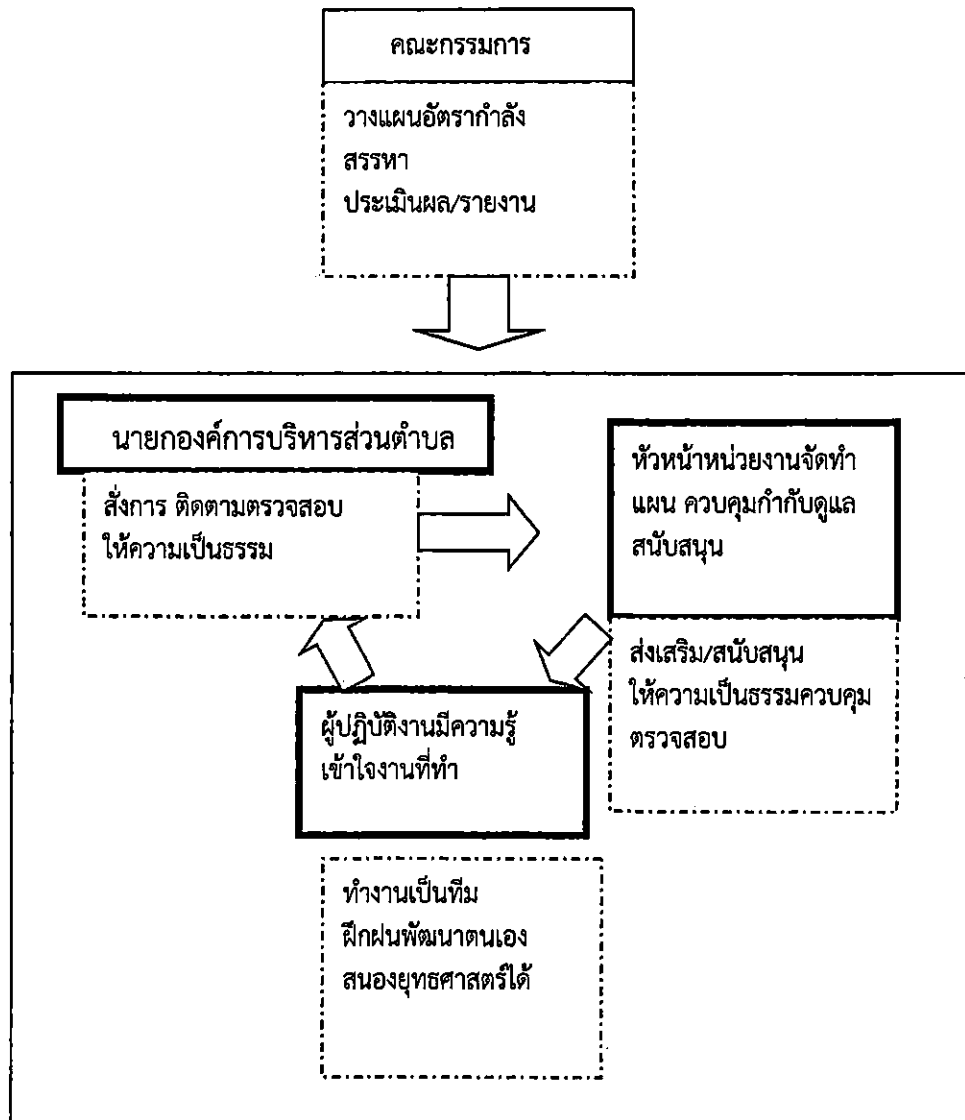 คณะกรรมการ
วางแผนอัตรากำลัง
สรรหา
ประเมินผล/รายงาน
นายกองค์การบริหารส่วนตำบล
สั่งการ ติดตามตรวจสอบ
ให้ความเป็นธรรม
หัวหน้าหน่วยงานจัดทำ
แผน ควบคุมกำกับดูแล
สนับสนุน
ส่งเสริม/สนับสนุน
ให้ความเป็นธรรมควบคุม
ตรวจสอบ
ผู้ปฏิบัติงานมีความรู้
เข้าใจงานที่ทำ
ทำงานเป็นทีม
ฝึกฝนพัฒนาตนเอง
สนองยุทธศาสตร์ได้